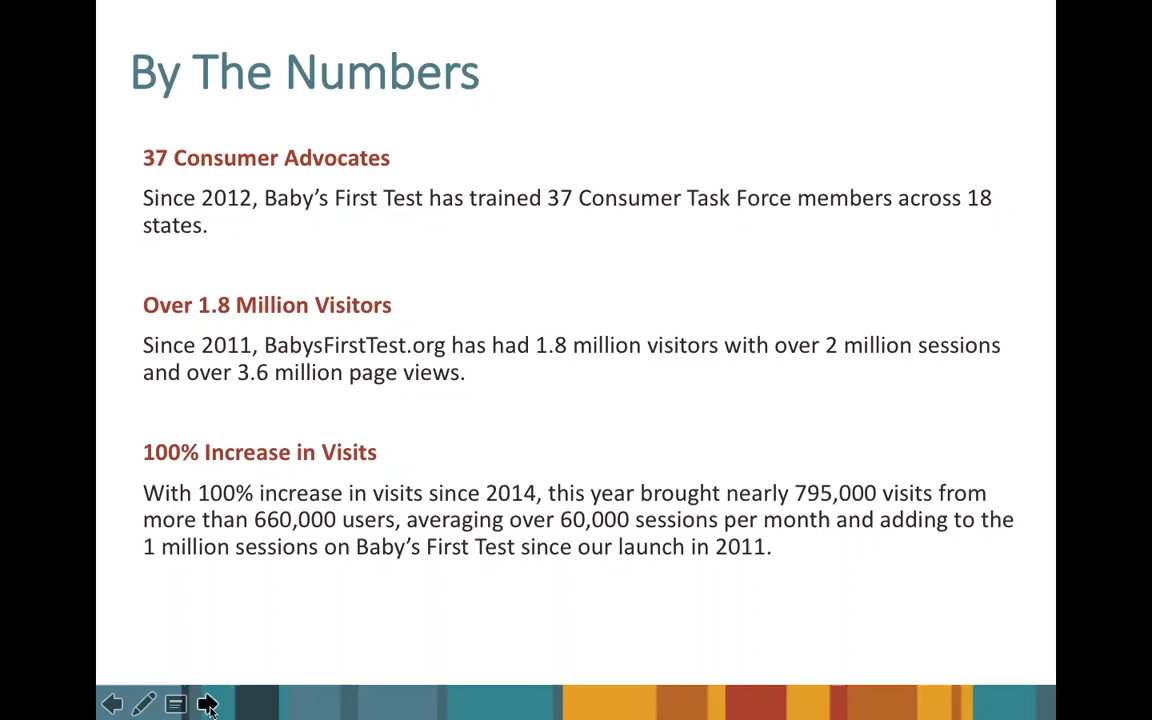 By The Numbers
37 Consumer Advocates
Since 2012, Baby’s First Test has trained 37 Consumer Task Force members across 18
states.
Over 1.8 Million Visitors
Since 2011, BabysFirstTest.org has had 1.8 million visitors with over 2 million sessions
and over 3.6 million page views.
100% Increase in Visits
With 100% increase in visits since 2014, this year brought nearly 795,000 visits from
more than 660,000 users, averaging over 60,000 sessions per month and adding to the
1 million sessions on Baby’s First Test since our launch in 2011.